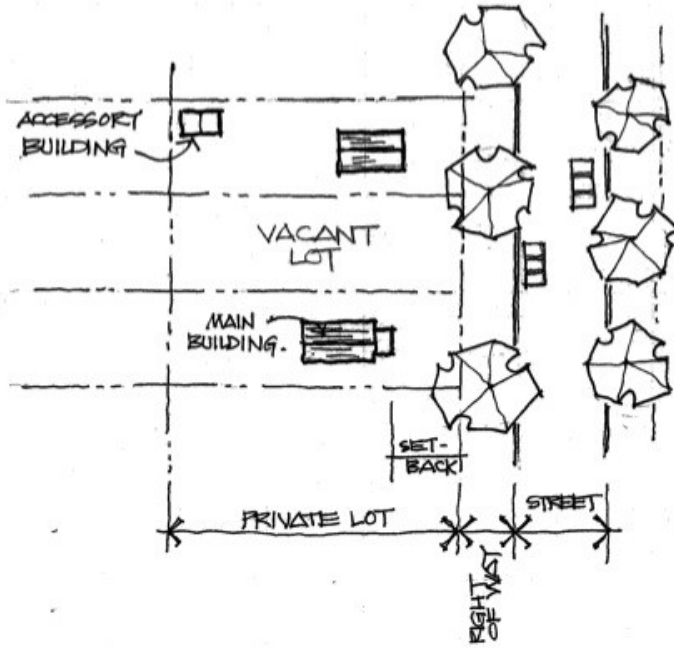 ACCESSORY
BUILDING
VACANT
LOT
MAIN
BUILDING.
SET-
BACK
PRIVATE LOT
STREET
RIGHT
OF WAY